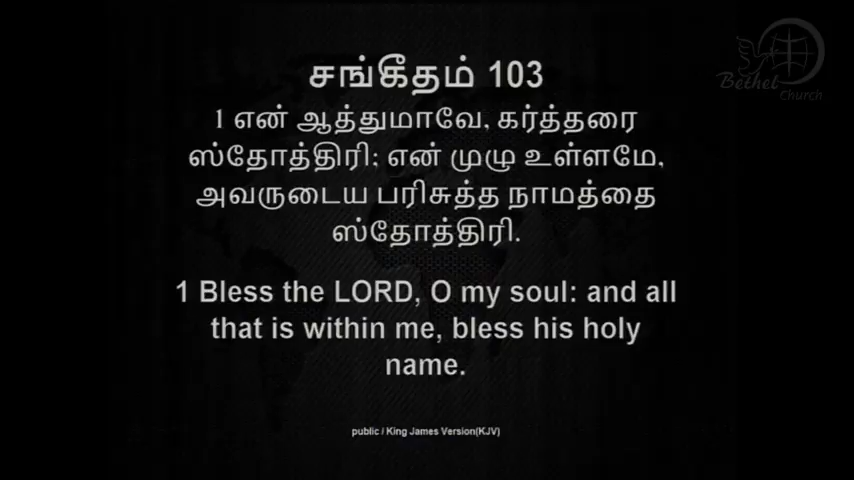 சங்கீதம் 103
1 என் ஆத்துமாவே, கர்த்தரை
ஸ்தோத்திரி; என் முழு உள்ளமே,
அவருடைய பரிசுத்த நாமத்தை
ஸ்தோத்திரி.
1 Bless the LORD, O my soul: and all
that is within me, bless his holy
name.
public / King James Version(KJV)
Bethel
Church